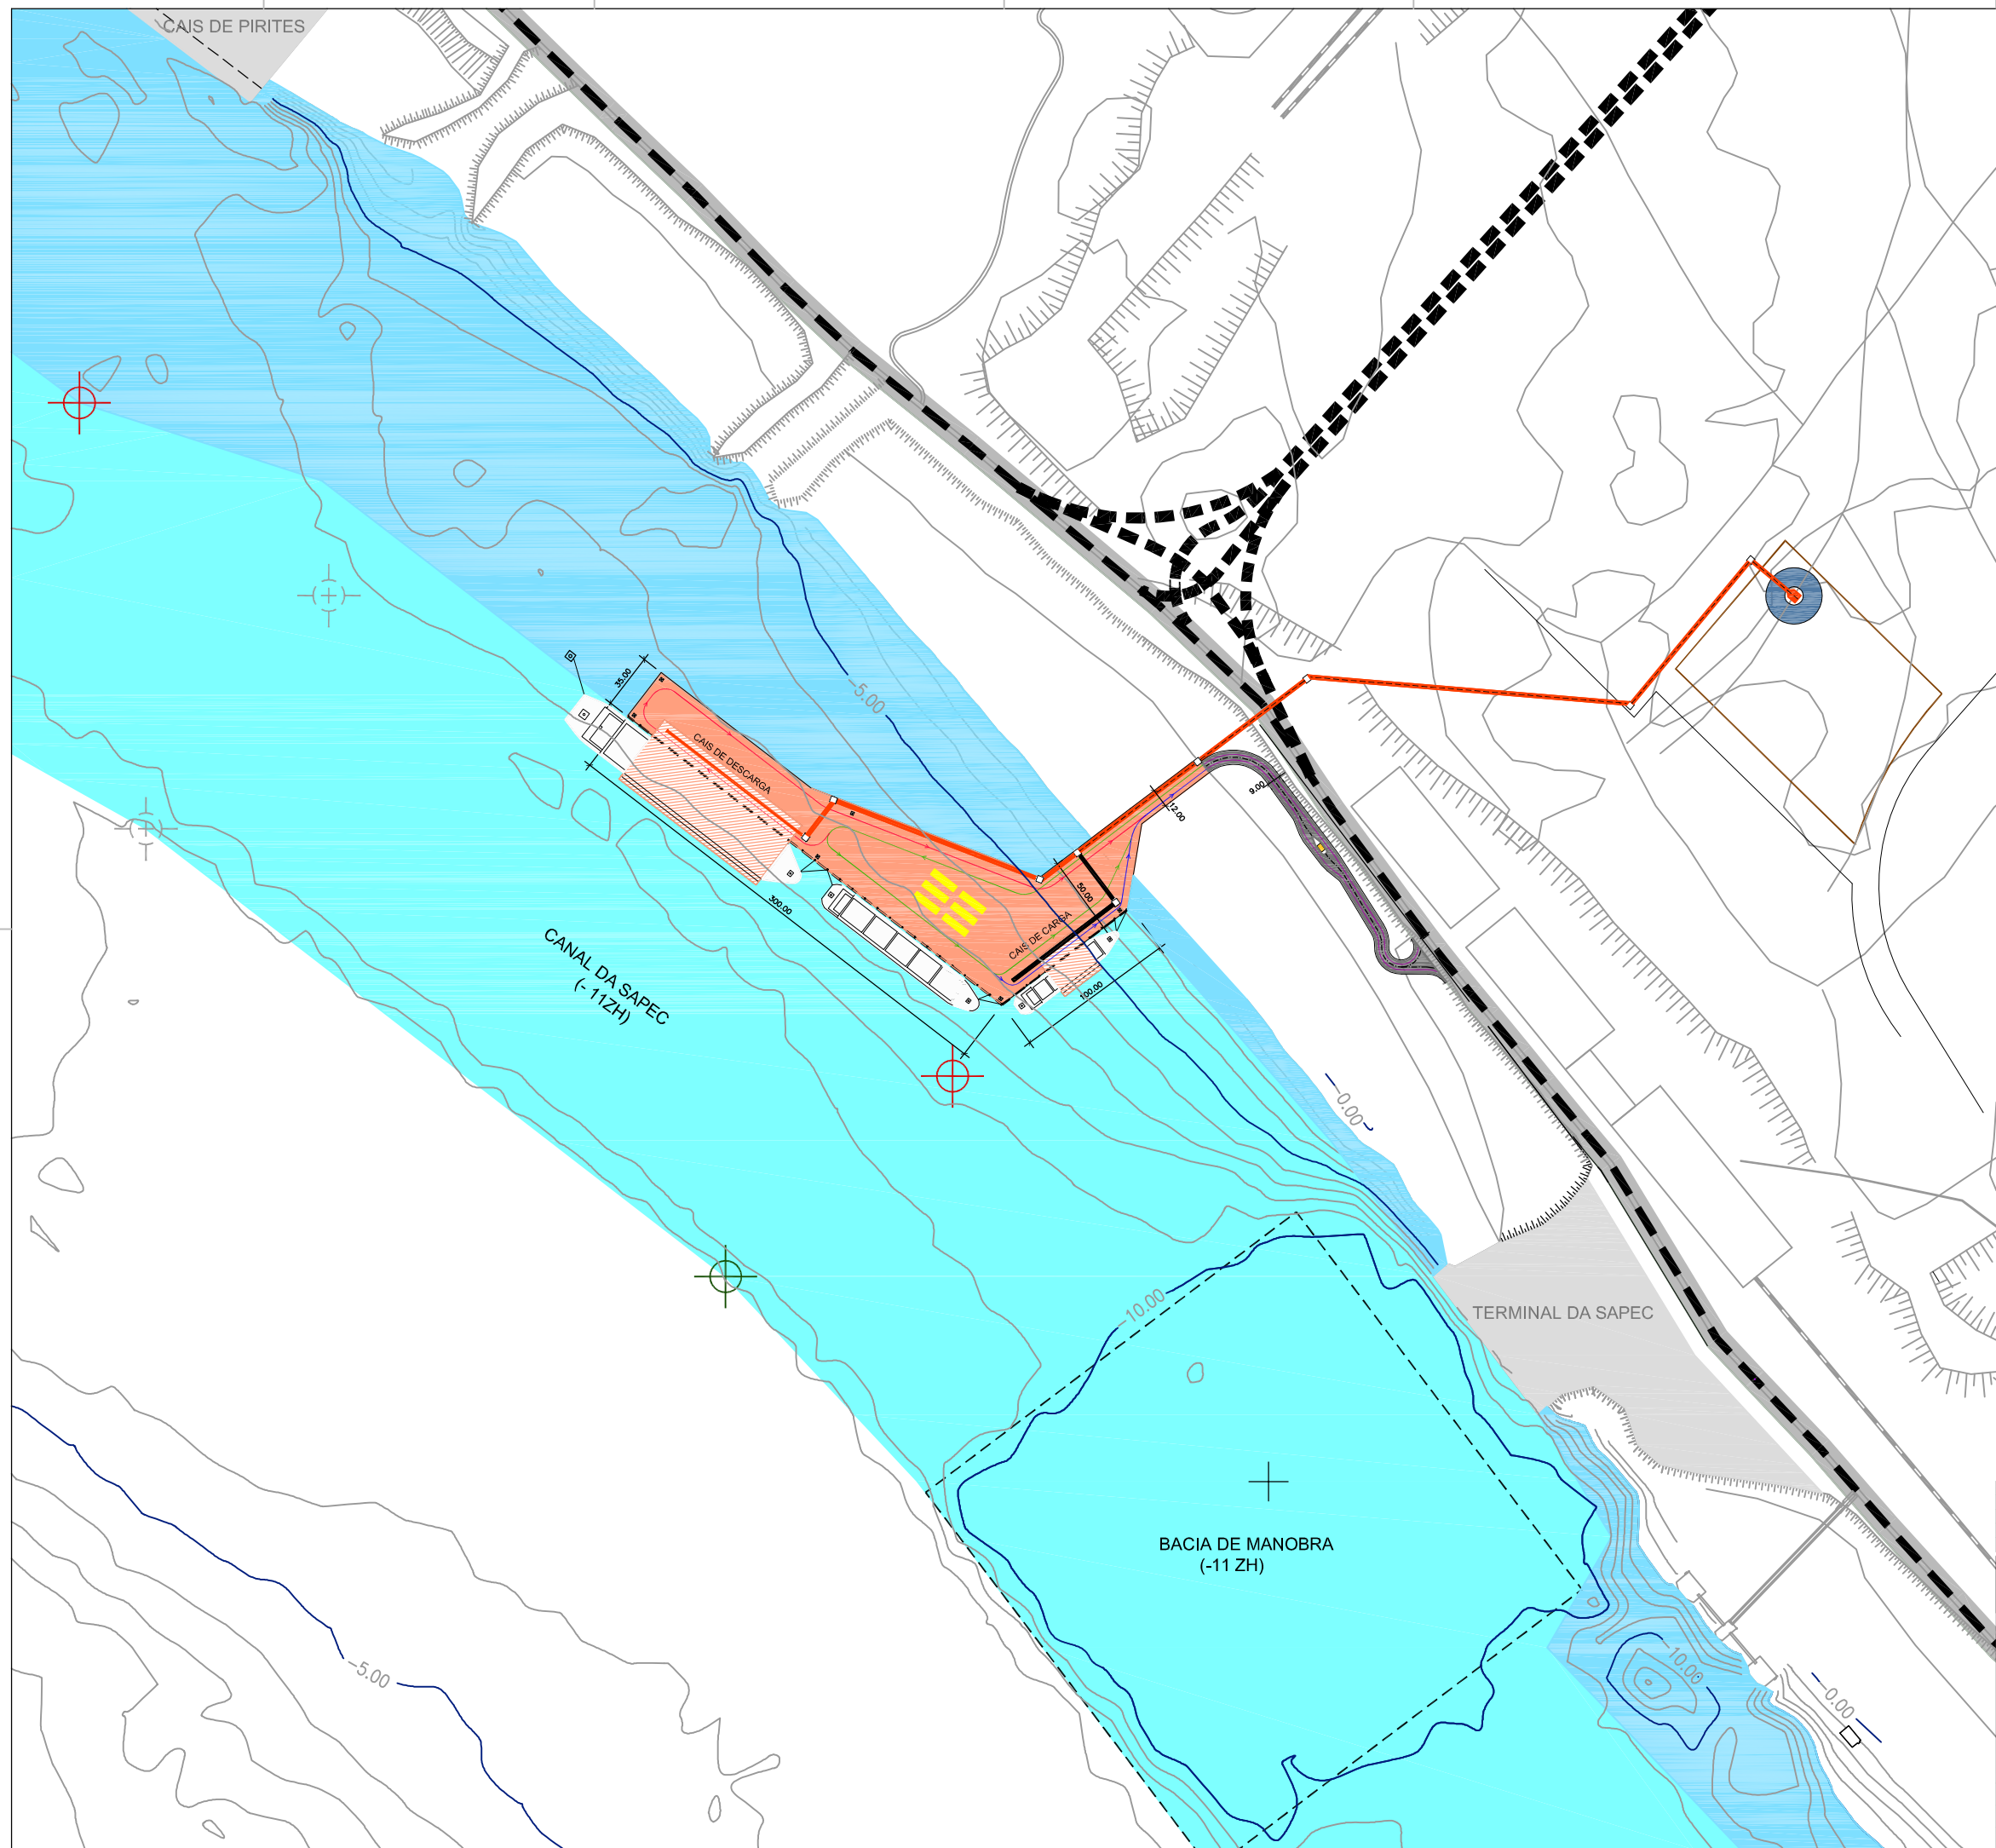 CAIS DE PIRITES
35.00
-5.00
CAIS DE DESCARGA
9.00
12.00
50.00
300.00
CAIS DE CARGA
100.00
CANAL DA SAPEC
(- 11ZH)
-0.00
-10.00
TERMINAL DA SAPEC
BACIA DE MANOBRA
(-11 ZH)
-5.00
-10.00
-0.00